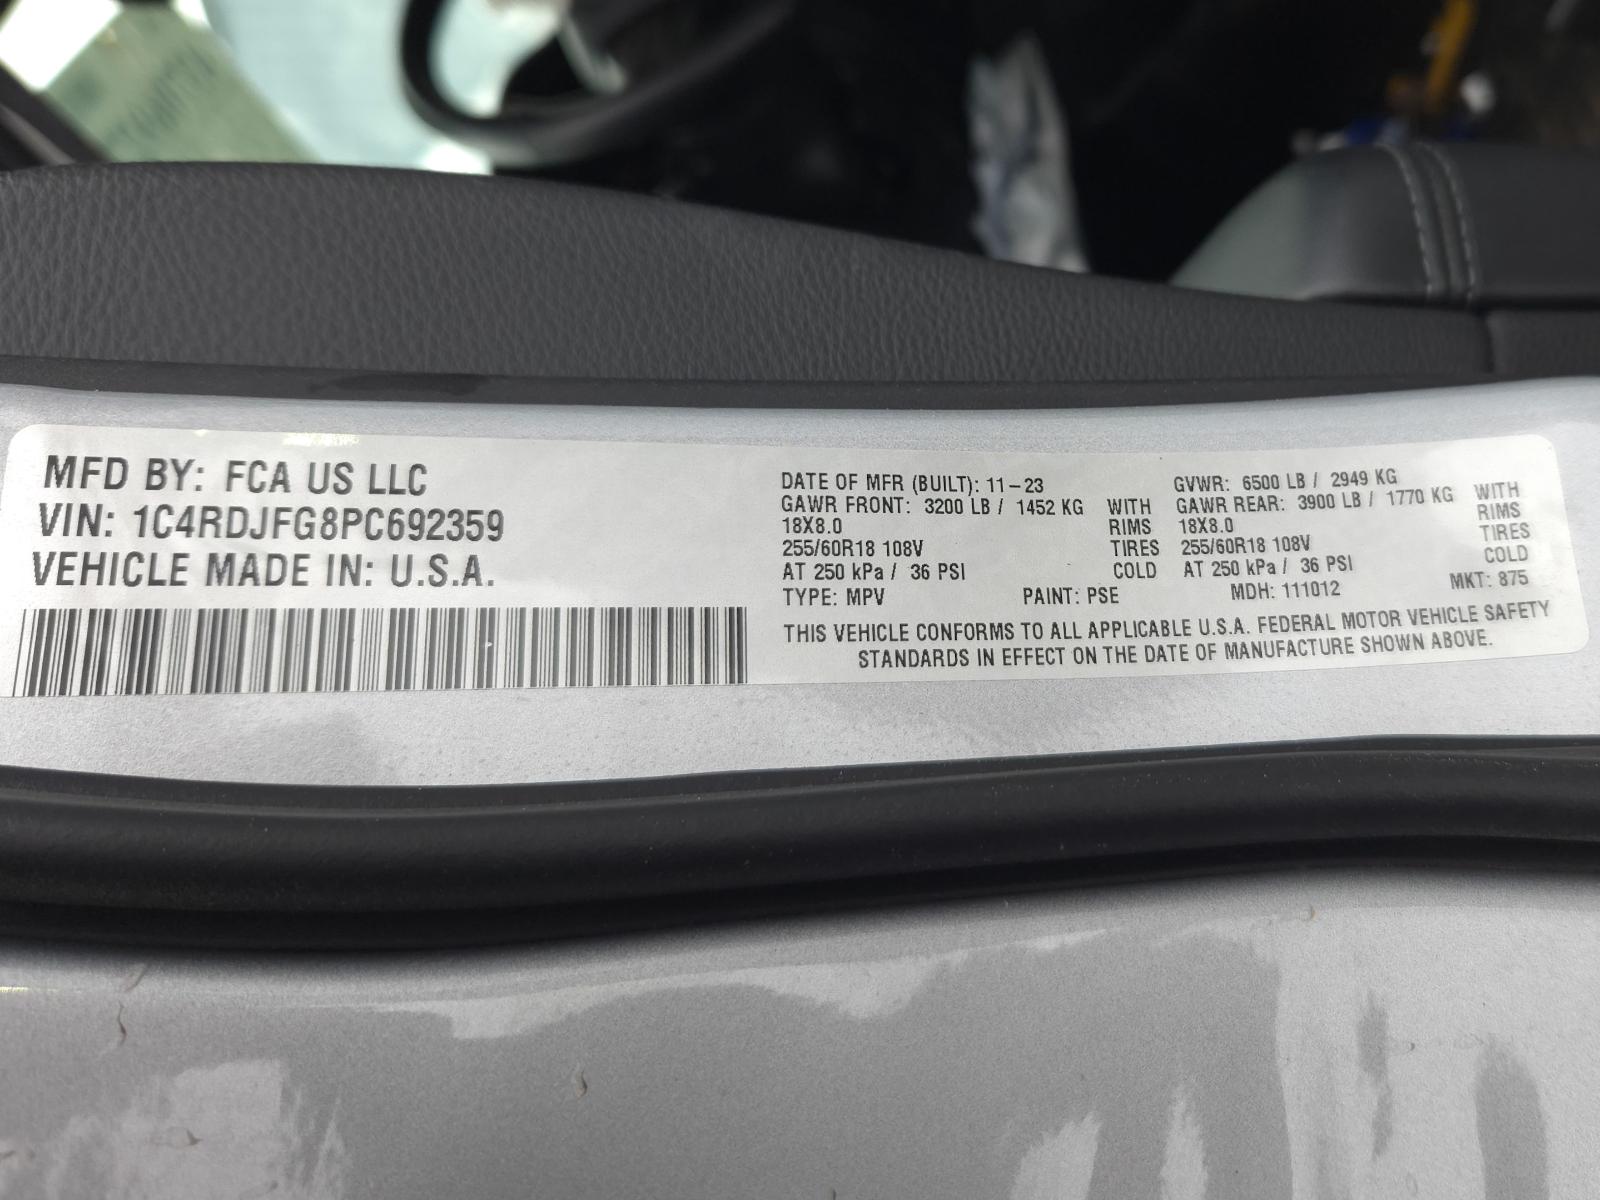 MFD BY: FCA US LLC
VIN: 1C4RDJFG8PC692359
VEHICLE MADE IN: U.S.A.
DATE OF MFR (BUILT): 11-23 GVWR: 6500 LB / 2949 KG
GAWR FRONT: 3200 LB / 1452 KG WITH GAWR REAR: 3900 LB / 1770 KG WITH
18X8.0 RIMS 18X8.0 RIMS
255/60R18 108V TIRES 255/60R18 108V TIRES
AT 250 kPa / 36 PSI COLD AT 250 kPa / 36 PSI COLD
TYPE: MPV PAINT: PSE MDH: 111012 MKT: 875
THIS VEHICLE CONFORMS TO ALL APPLICABLE U.S.A. FEDERAL MOTOR VEHICLE SAFETY
STANDARDS IN EFFECT ON THE DATE OF MANUFACTURE SHOWN ABOVE.